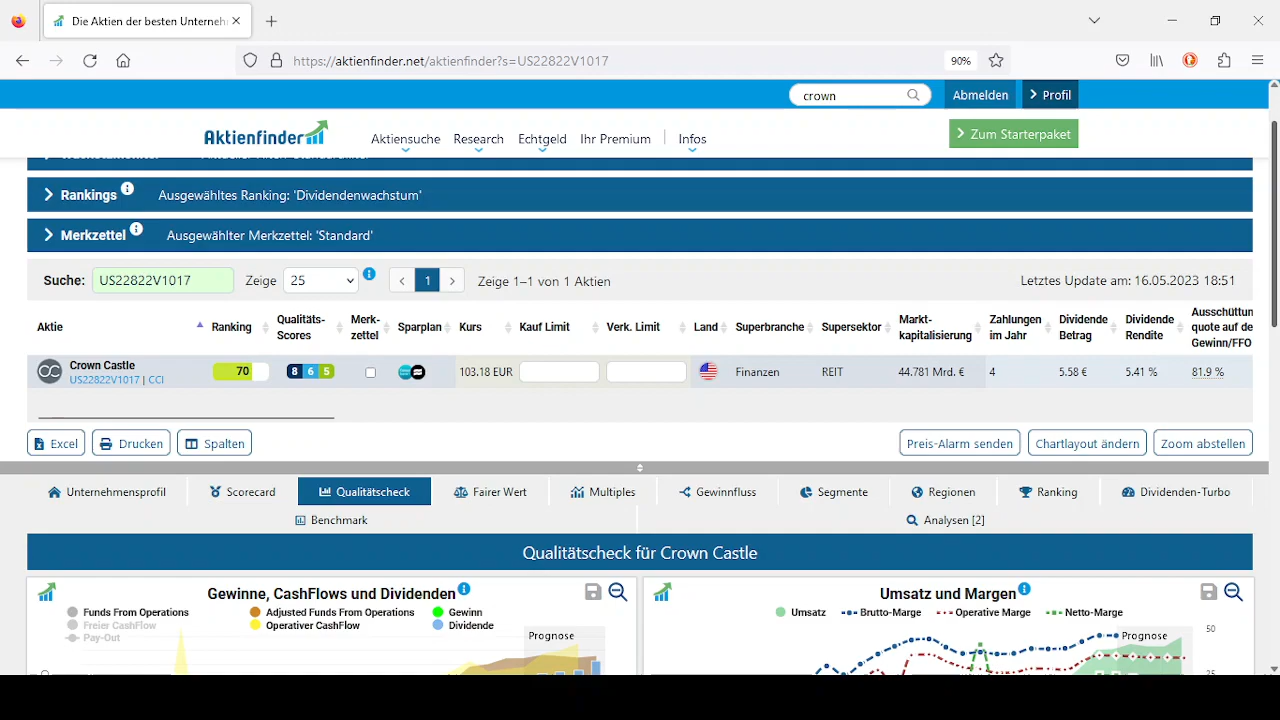 Die Aktien der besten Unterneh
https://aktienfinder.net/aktienfinder?s=US22822V1017
90%
crown
Abmelden
Profil
Aktienfinder
Aktiensuche
Research
Echtgeld
Ihr Premium
Infos
Zum Starterpaket
Rankings
Ausgewähltes Ranking: 'Dividendenwachstum'
Merkzettel
Ausgewählter Merkzettel: 'Standard'
Suche: US22822V1017 Zeige 25
1
Zeige 1–1 von 1 Aktien
Letztes Update am: 16.05.2023 18:51
Aktie
Ranking
Qualitäts-
Scores
Merk-
zettel
Sparplan
Kurs
Kauf Limit
Verk. Limit
Land
Superbranche
Supersektor
Markt-
kapitalisierung
Zahlungen
im Jahr
Dividende
Betrag
Dividende
Rendite
Ausschüttun
quote auf de
Gewinn/FFO
Crown Castle
US22822V1017 | CCI
70
8 6 5
103.18 EUR
Finanzen
REIT
44.781 Mrd. €
4
5.58 €
5.41 %
81.9 %
Excel
Drucken
Spalten
Preis-Alarm senden
Chartlayout ändern
Zoom abstellen
Unternehmensprofil
Scorecard
Qualitätscheck
Fairer Wert
Multiples
Gewinnfluss
Segmente
Regionen
Ranking
Dividenden-Turbo
Benchmark
Analysen [2]
Qualitätscheck für Crown Castle
Gewinne, CashFlows und Dividenden
Funds From Operations
Adjusted Funds From Operations
Gewinn
Freier CashFlow
Operativer CashFlow
Dividende
Pay-Out
Prognose
Umsatz und Margen
Umsatz
Brutto-Marge
Operative Marge
Netto-Marge
Prognose
50
25